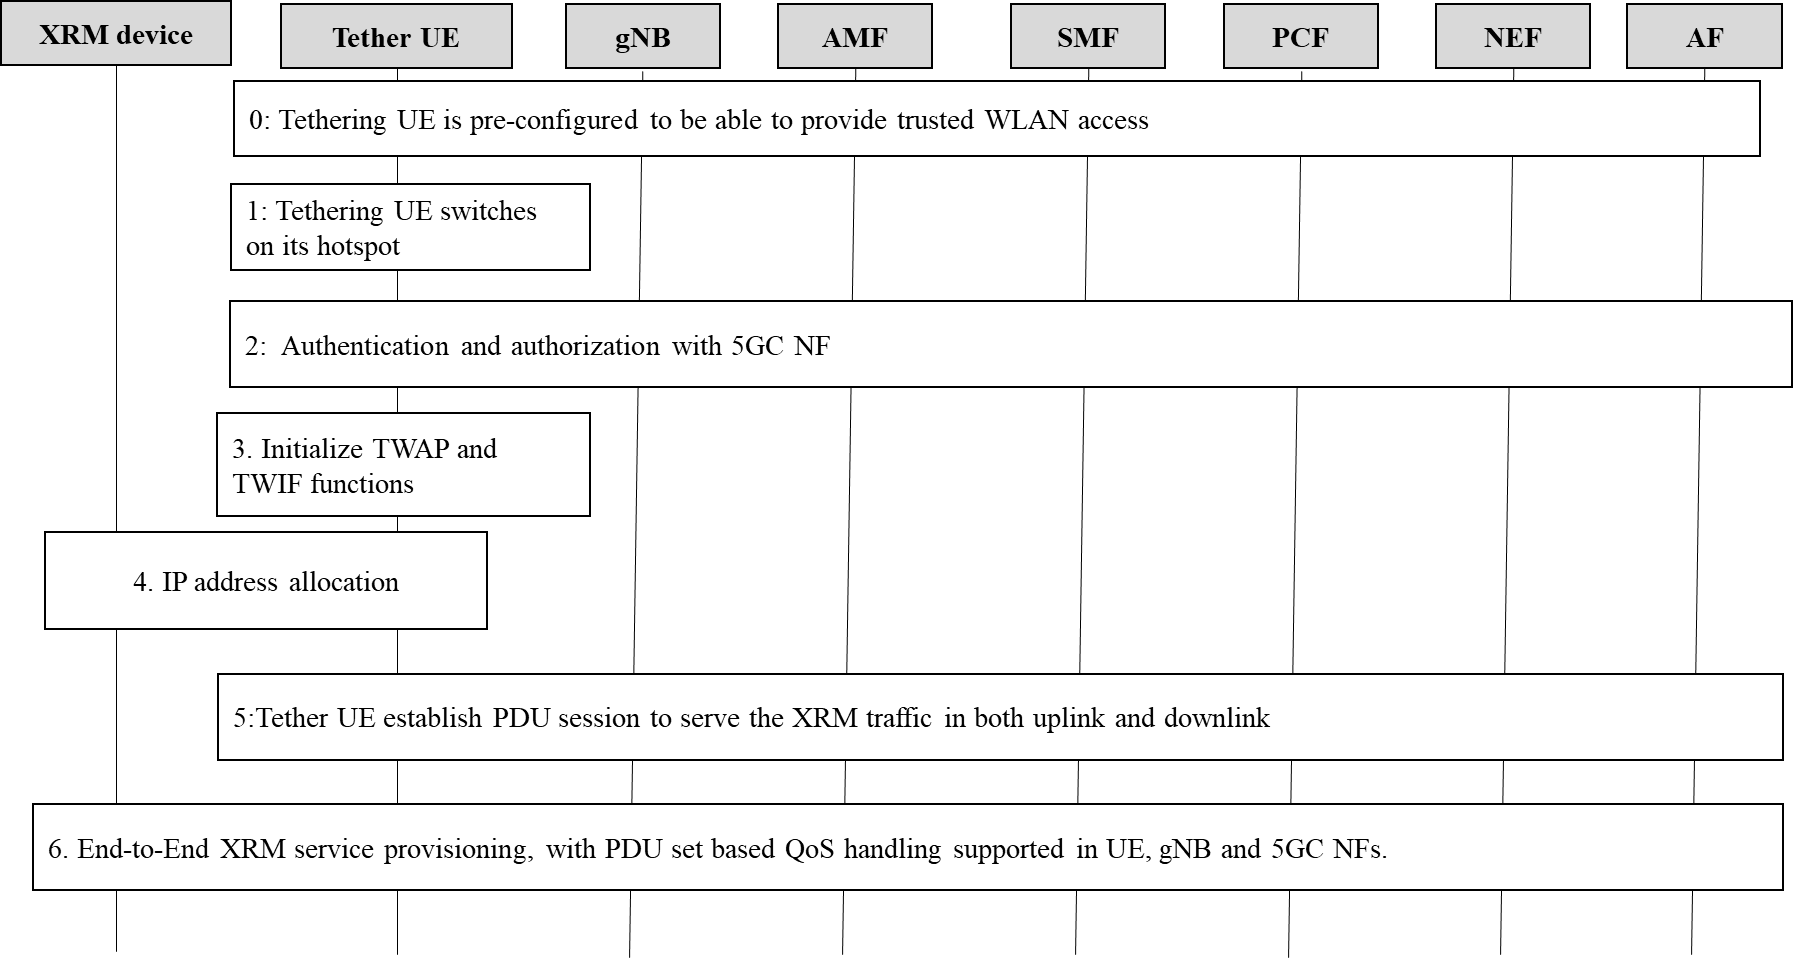 XRM device
Tether UE
gNB
AMF
SMF
PCF
NEF
AF
0: Tethering UE is pre-configured to be able to provide trusted WLAN access
1: Tethering UE switches
on its hotspot
2: Authentication and authorization with 5GC NF
3. Initialize TWAP and
TWIF functions
4. IP address allocation
5:Tether UE establish PDU session to serve the XRM traffic in both uplink and downlink
6. End-to-End XRM service provisioning, with PDU set based QoS handling supported in UE, gNB and 5GC NFs.